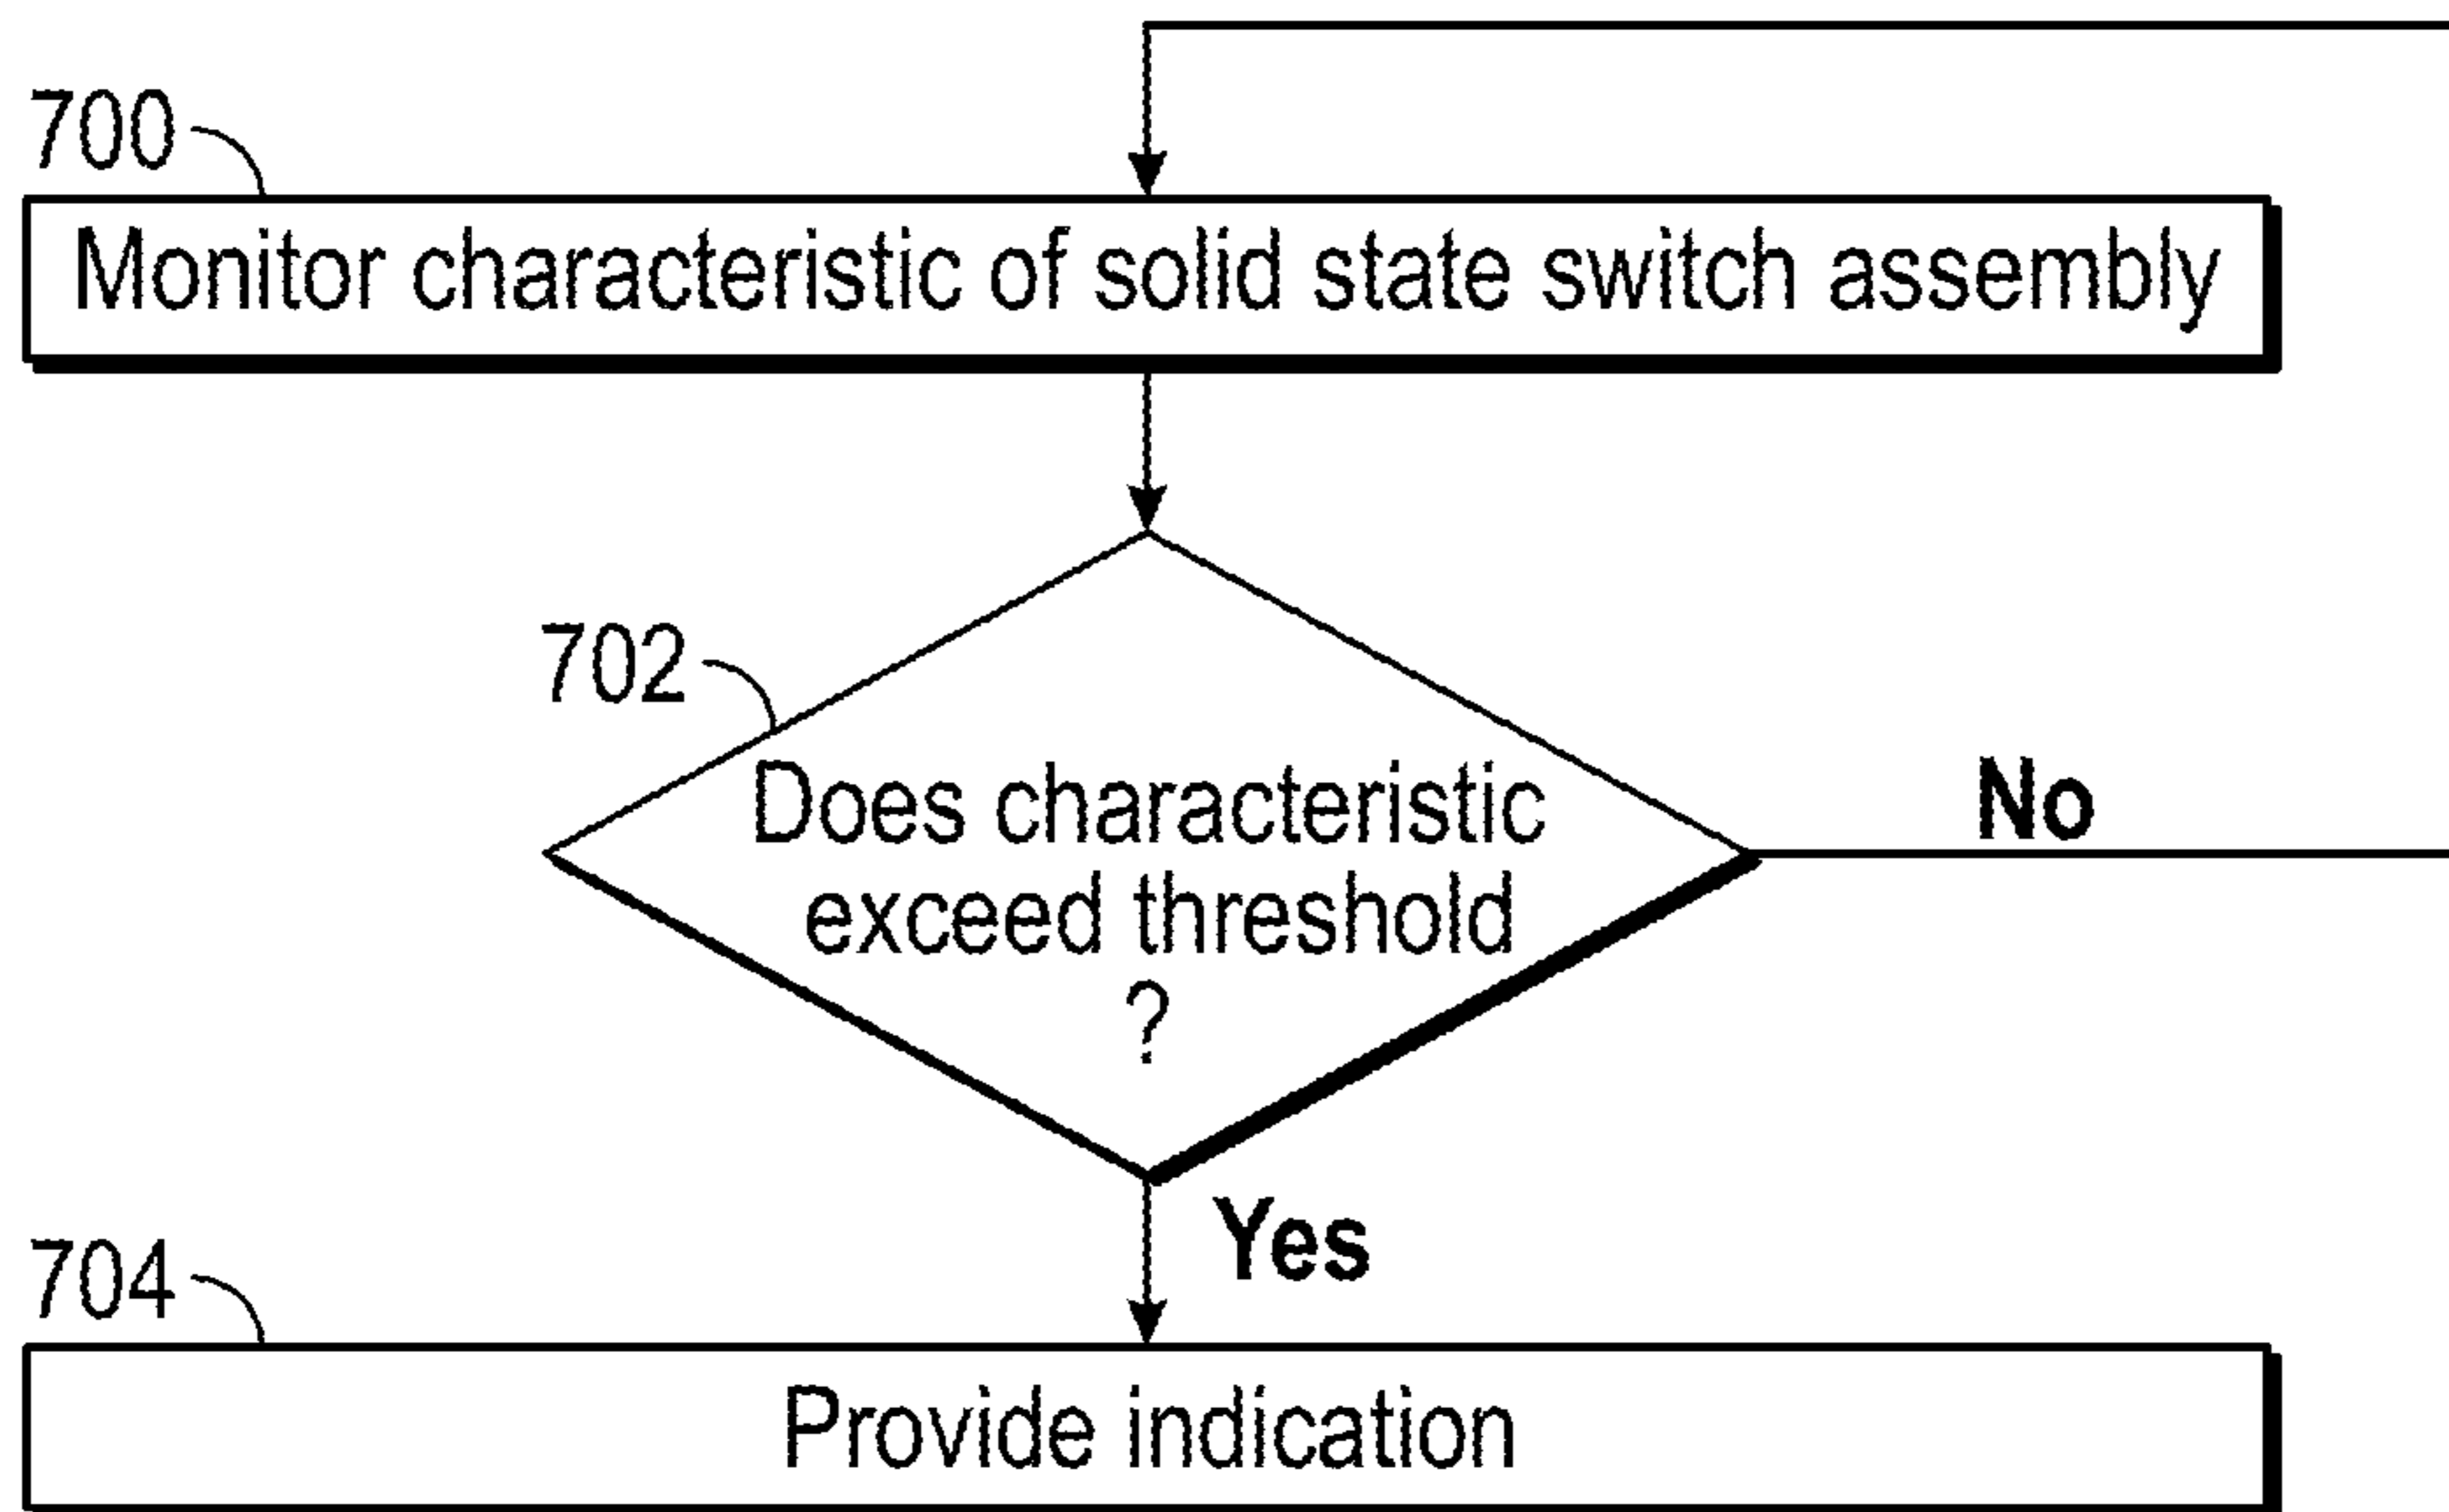 700
Monitor characteristic of solid state switch assembly
702
Does characteristic
exceed threshold
?
No
Yes
704
Provide indication